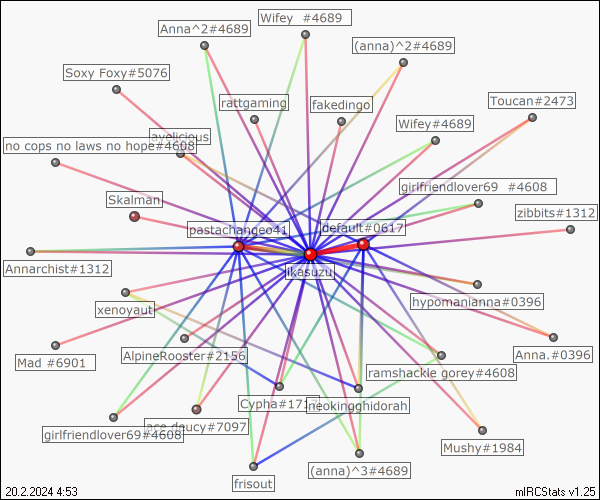 Wifey #4689
Anna^2#4689
(anna)^2#4689
Soxy Foxy#5076
rattgaming
fakedingo
Toucan#2473
Wifey#4689
no cops no laws no hope#4608
girlfriendlover69 #4608
Skalman
zibbits#1312
pastachangeo41
default#0617
Annarchist#1312
ikasuzu
hypomanianna#0396
xenoyaut
AlpineRooster#2156
Mad #6901
Anna.#0396
ramshackle gorey#4608
Cypha#1717
neokingghidorah
girlfriendlover69#4608
ace deucy#7097
Mushy#1984
frisout
(anna)^3#4689
20.2.2024 4:53
mIRCStats v1.25